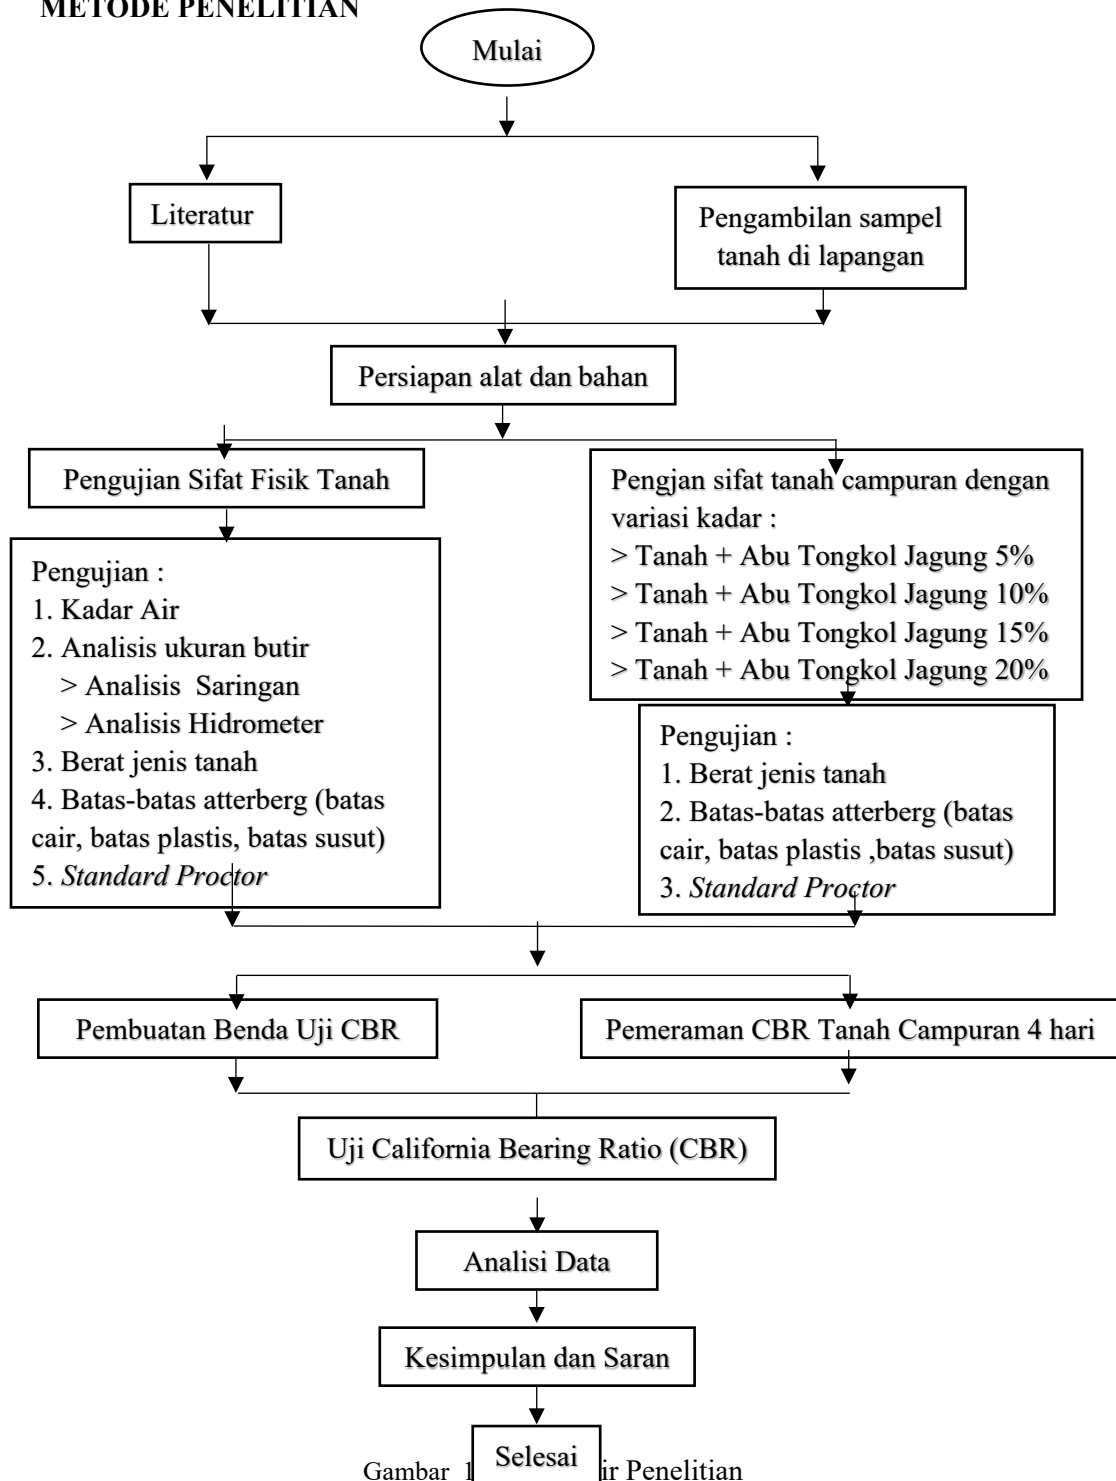 METODE PENELITIAN
Mulai
Literatur
Pengambilan sampel
tanah di lapangan
Persiapan alat dan bahan
Pengujian Sifat Fisik Tanah
Pengujian :
1. Kadar Air
2. Analisis ukuran butir
> Analisis Saringan
> Analisis Hidrometer
3. Berat jenis tanah
4. Batas-batas atterberg (batas
cair, batas plastis, batas susut)
5. Standard Proctor
Pengjan sifat tanah campuran dengan
variasi kadar :
> Tanah + Abu Tongkol Jagung 5%
> Tanah + Abu Tongkol Jagung 10%
> Tanah + Abu Tongkol Jagung 15%
> Tanah + Abu Tongkol Jagung 20%
Pengujian :
1. Berat jenis tanah
2. Batas-batas atterberg (batas
cair, batas plastis ,batas susut)
3. Standard Proctor
Pembuatan Benda Uji CBR
Pemeraman CBR Tanah Campuran 4 hari
Uji California Bearing Ratio (CBR)
Analisi Data
Kesimpulan dan Saran
Selesai
Gambar 1 ir Penelitian